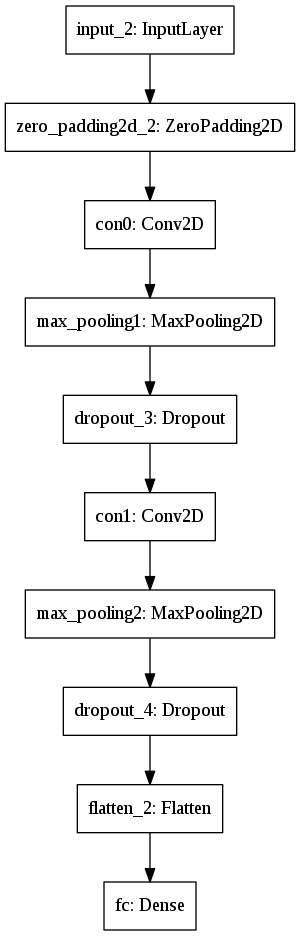 input_2: InputLayer
zero_padding2d_2: ZeroPadding2D
con0: Conv2D
max_pooling1: MaxPooling2D
dropout_3: Dropout
con1: Conv2D
max_pooling2: MaxPooling2D
dropout_4: Dropout
flatten_2: Flatten
fc: Dense